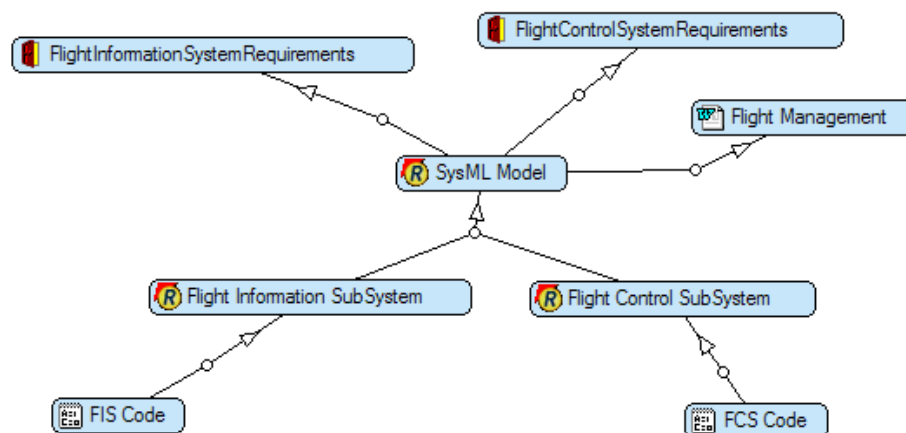 FlightInformationSystemRequirements
FlightControlSystemRequirements
Flight Management
SysML Model
Flight Information SubSystem
Flight Control SubSystem
FIS Code
FCS Code